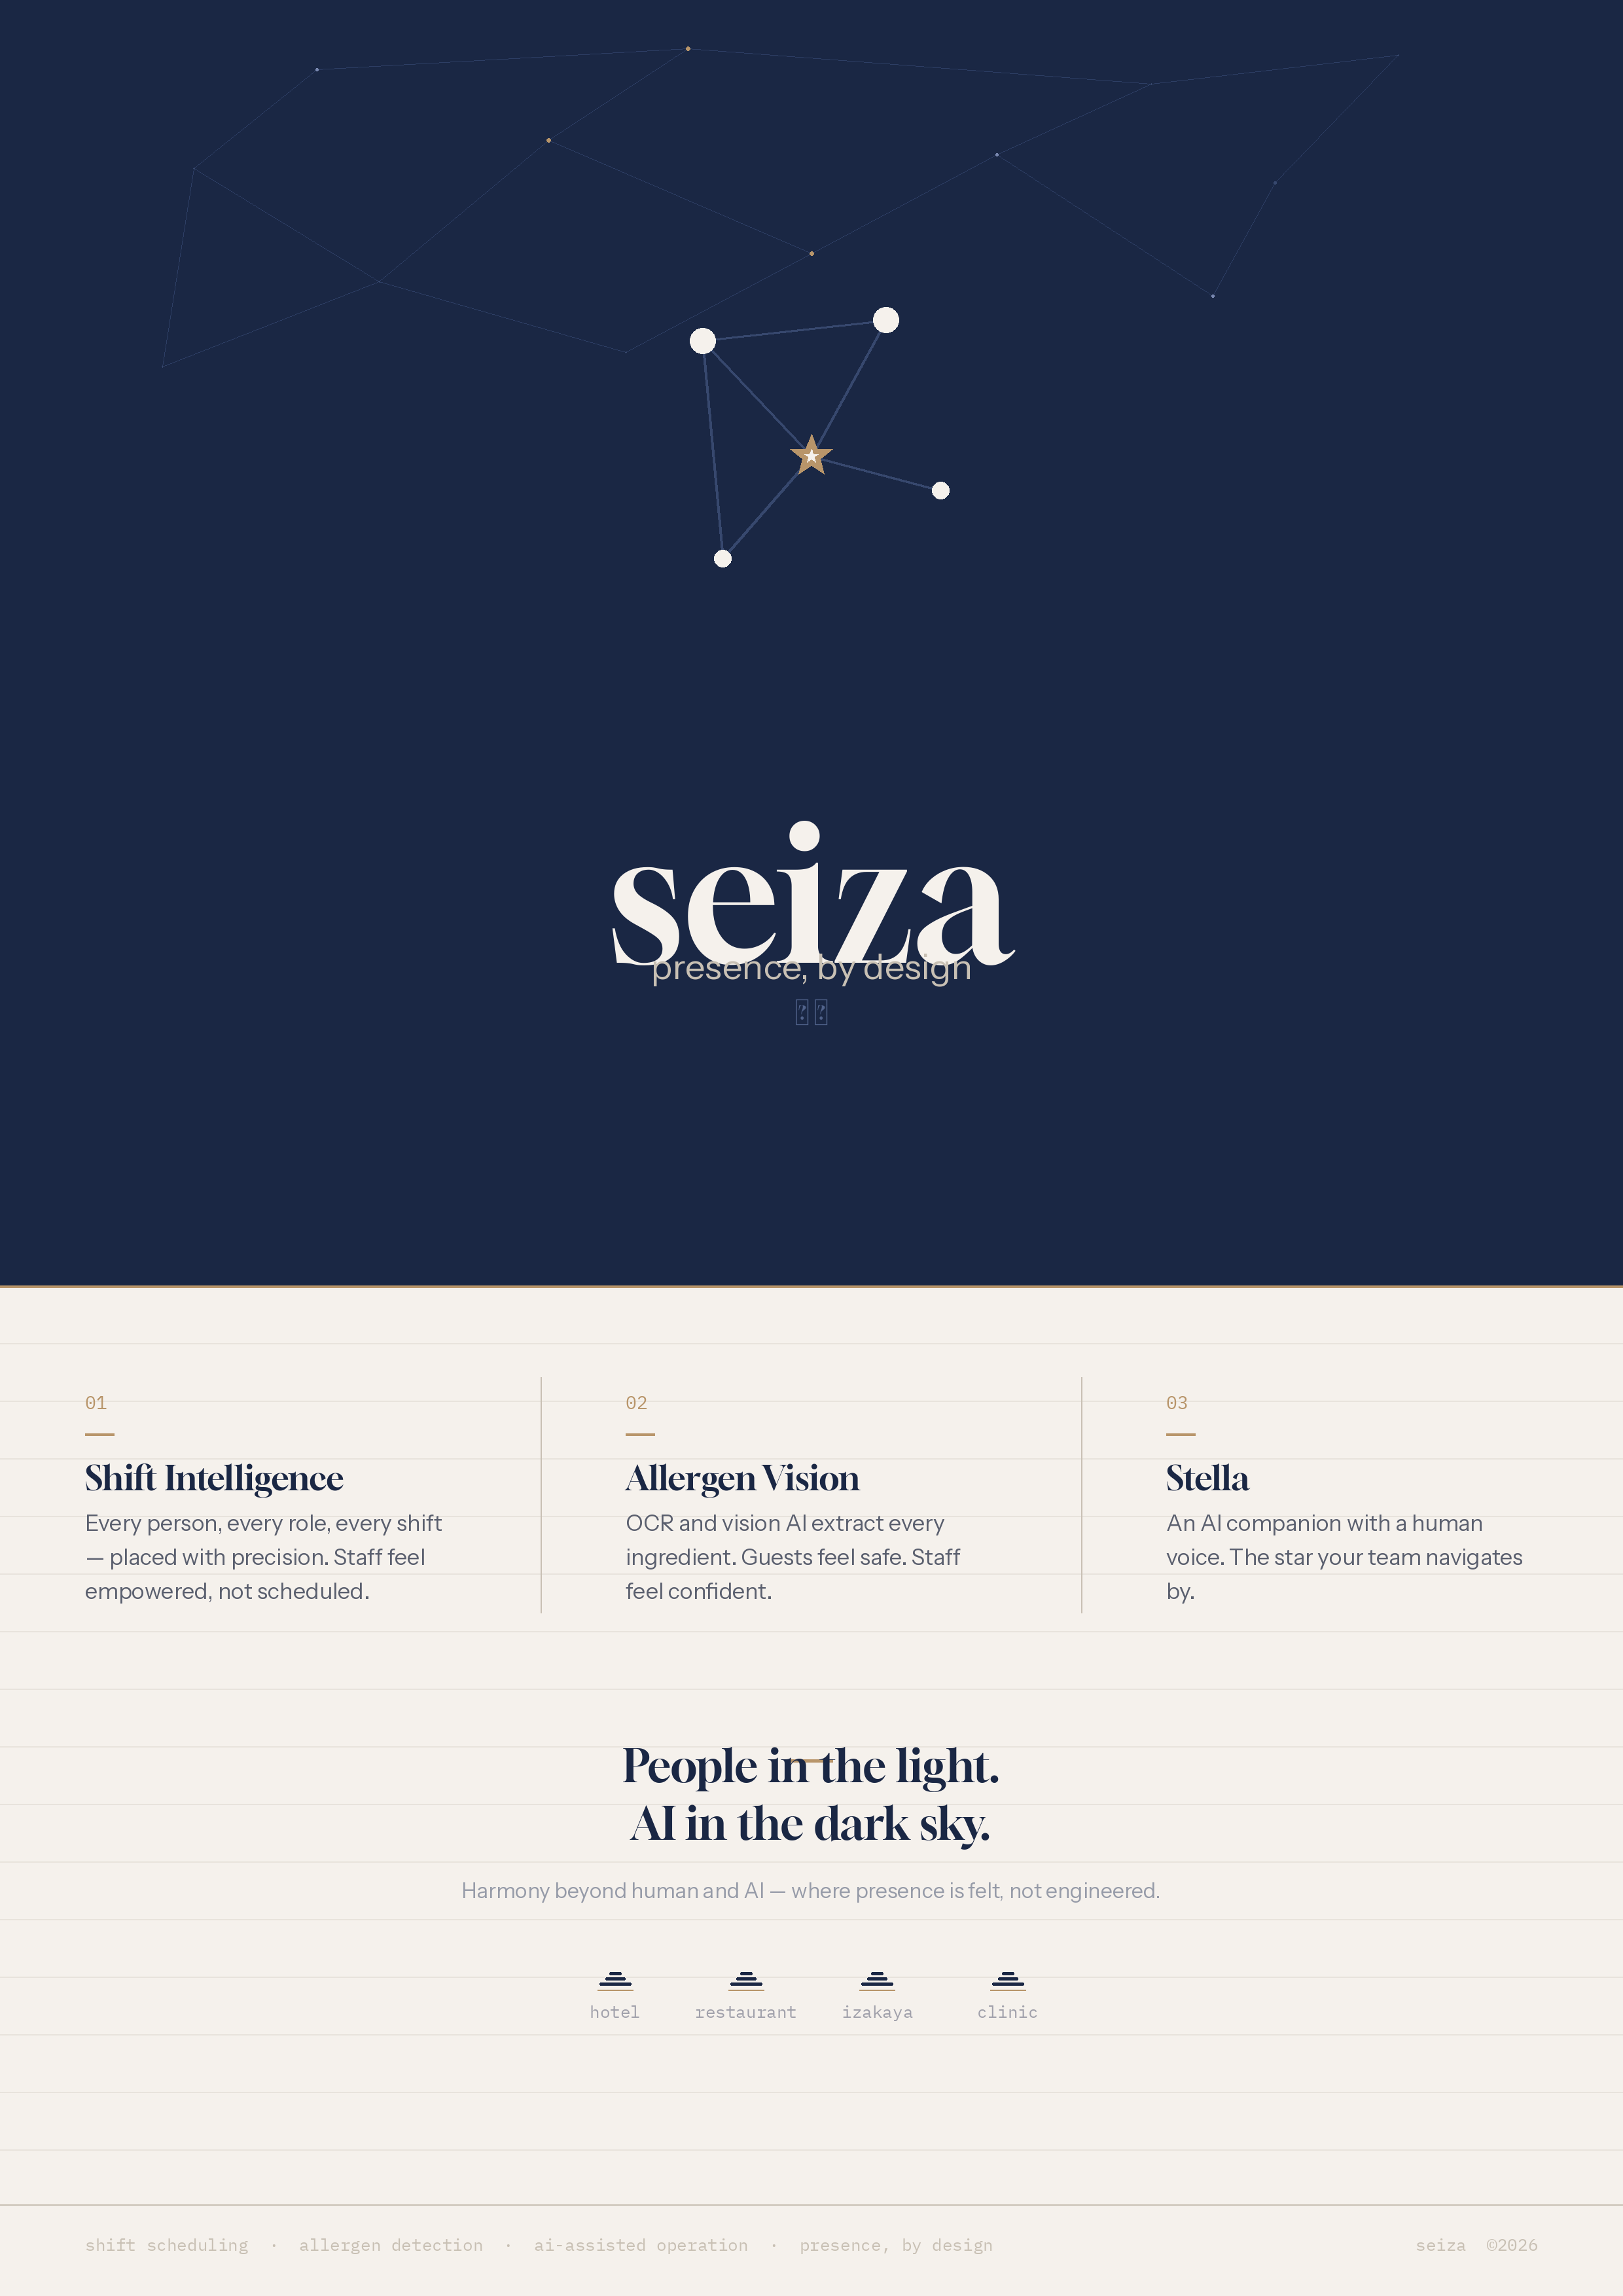 seiza
presence, by design
01
Shift Intelligence
Every person, every role, every shift
— placed with precision. Staff feel
empowered, not scheduled.
02
Allergen Vision
OCR and vision AI extract every
ingredient. Guests feel safe. Staff
feel confident.
03
Stella
An AI companion with a human
voice. The star your team navigates
by.
People in the light.
AI in the dark sky.
Harmony beyond human and AI — where presence is felt, not engineered.
hotel
restaurant
izakaya
clinic
shift scheduling · allergen detection · ai-assisted operation · presence, by design
seiza ©2026